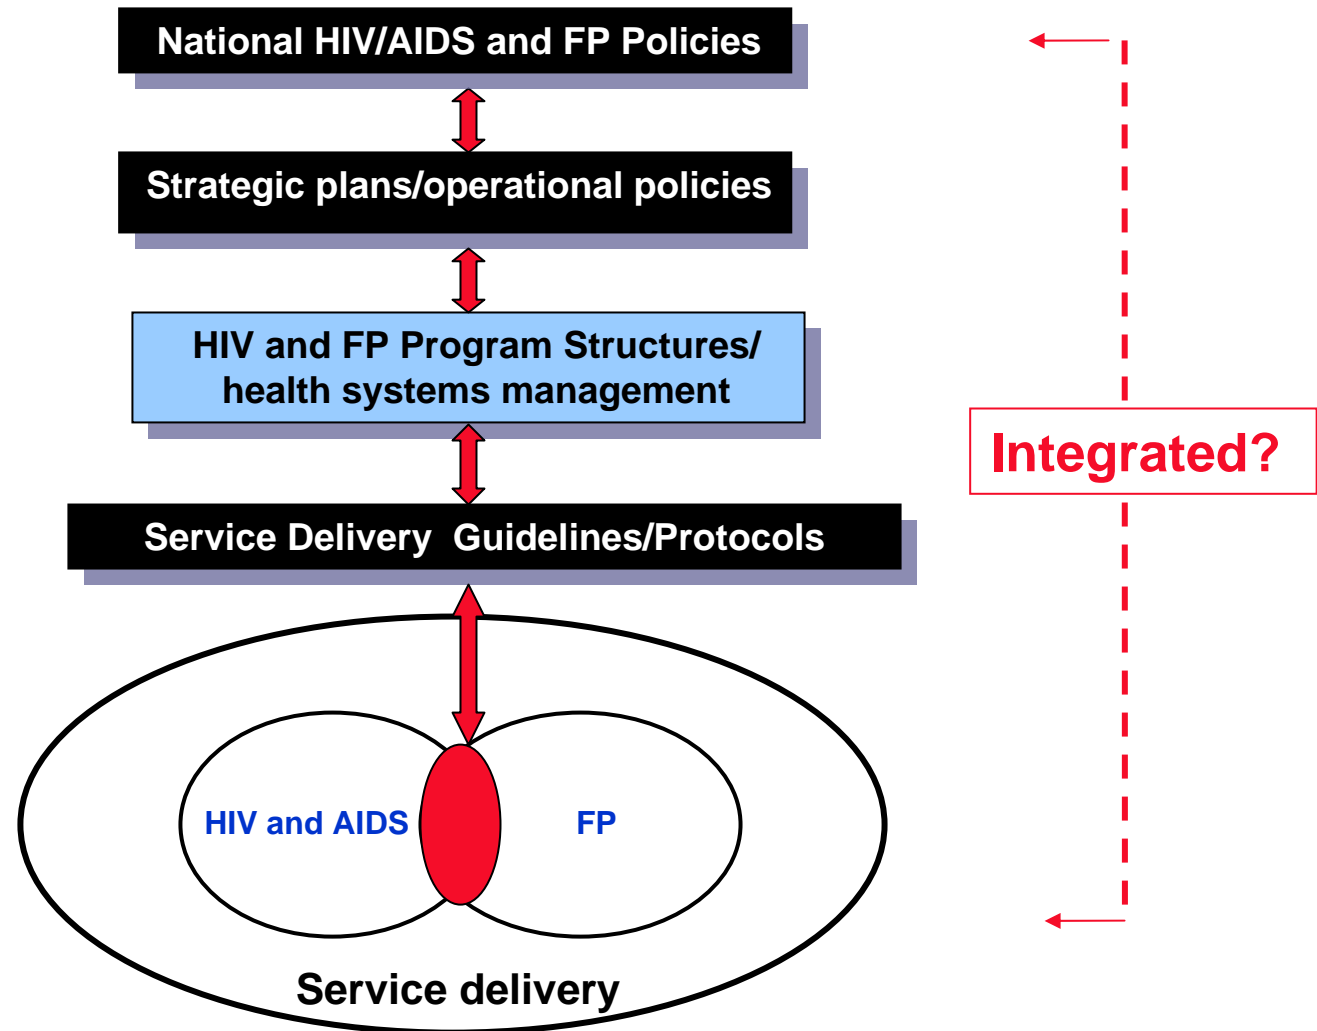 National HIV/AIDS and FP Policies
Strategic plans/operational policies
HIV and FP Program Structures/
health systems management
Integrated?
Service Delivery Guidelines/Protocols
HIV and AIDS
FP
Service delivery